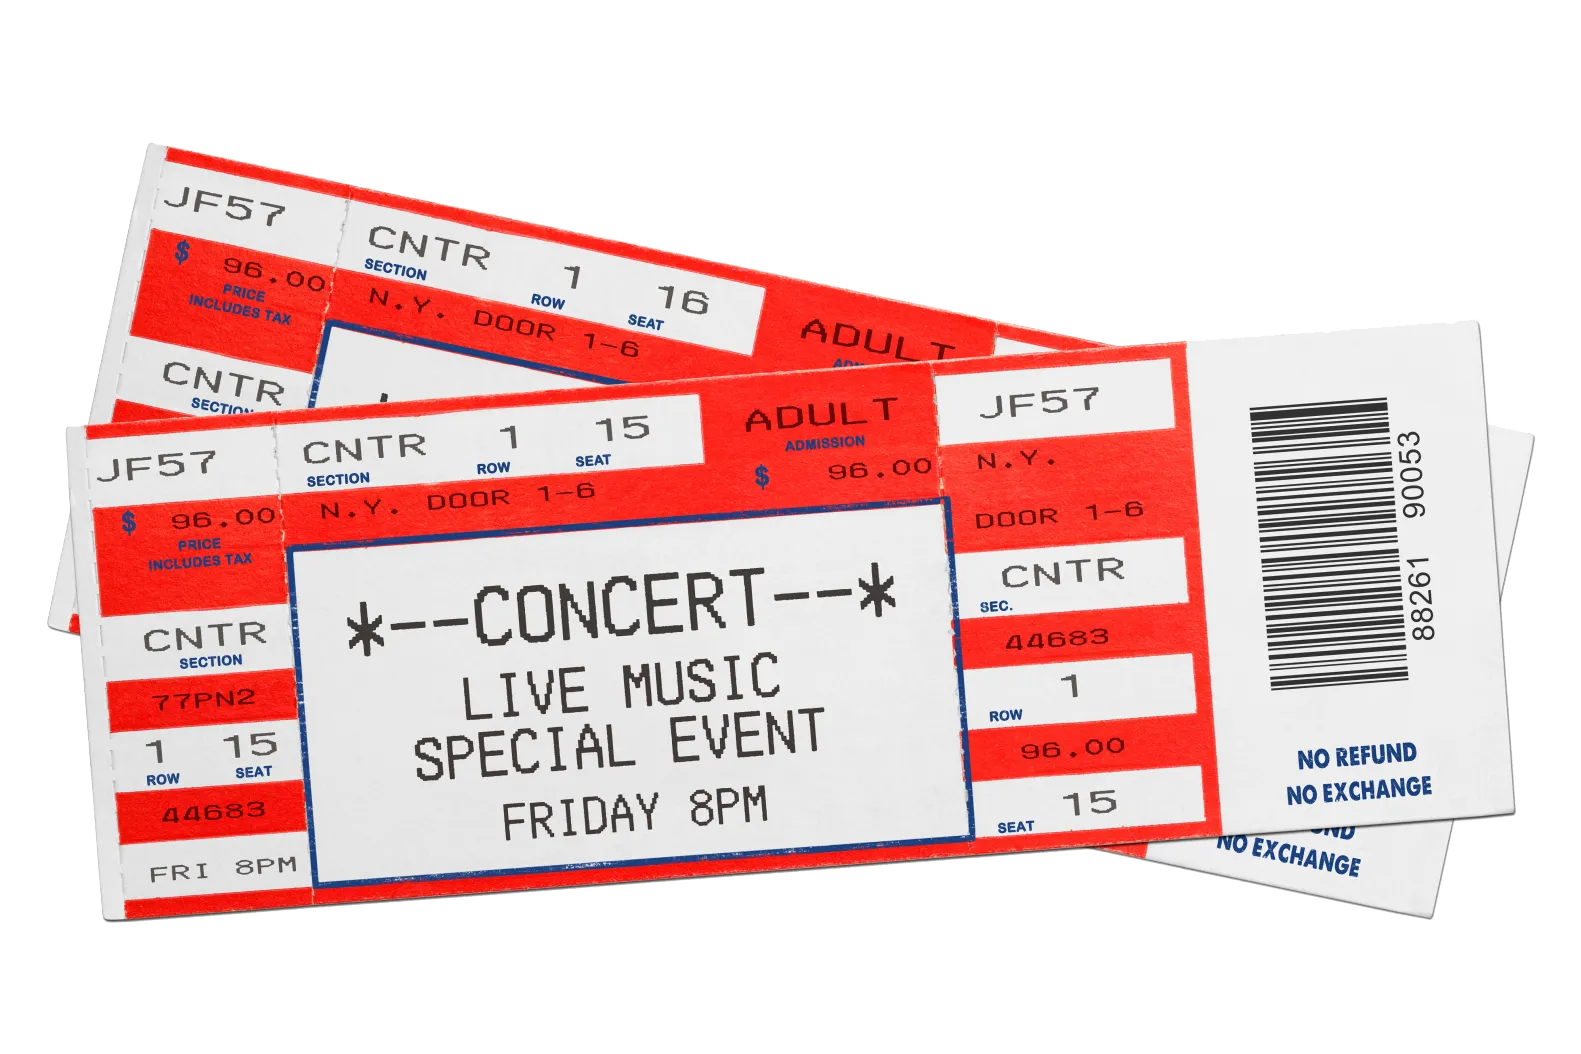 JF57
$ 96.00
PRICE
INCLUDES TAX
CNTR
SECTION
CNTR 1 16
SECTION ROW SEAT
N.Y. DOOR 1-6
ADULT
JF57
$ 96.00
PRICE
INCLUDES TAX
CNTR
SECTION
77PN2
1 15
ROW SEAT
44683
FRI 8PM
CNTR 1 15
SECTION ROW SEAT
N.Y. DOOR 1-6
ADULT
ADMISSION
$ 96.00
*--CONCERT--*
LIVE MUSIC
SPECIAL EVENT
FRIDAY 8PM
JF57
N.Y.
DOOR 1-6
CNTR
SEC.
44683
1
ROW
96.00
15
SEAT
88261 90053
NO REFUND
NO EXCHANGE
NO EXCHANGE